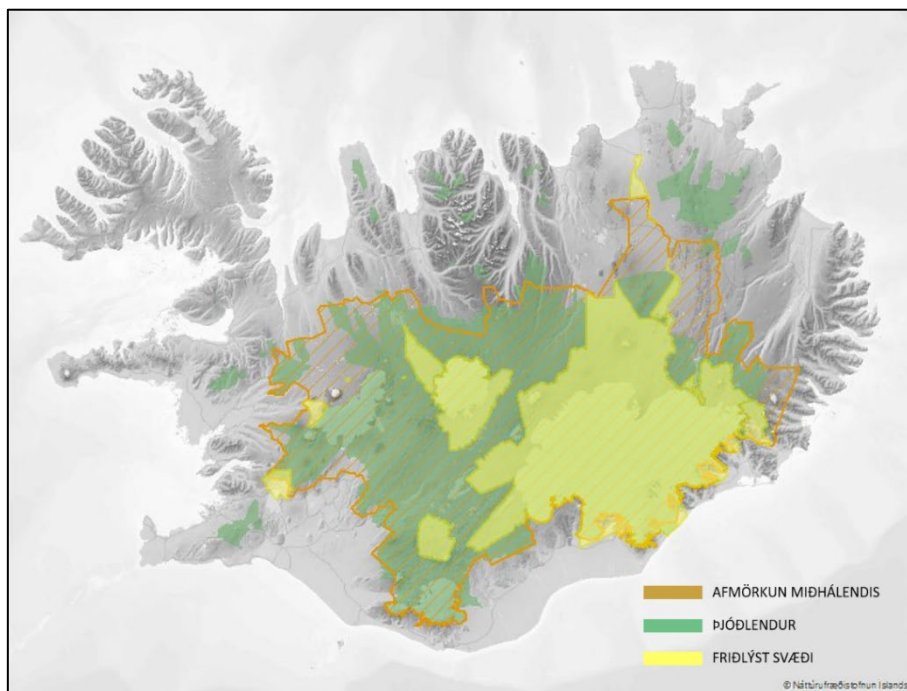 AFMÖRKUN MIÐHÁLENDIS
ÞJÓÐLENDUR
FRIÐLÝST SVÆÐI
© Náttúrufræðistofnun Íslands